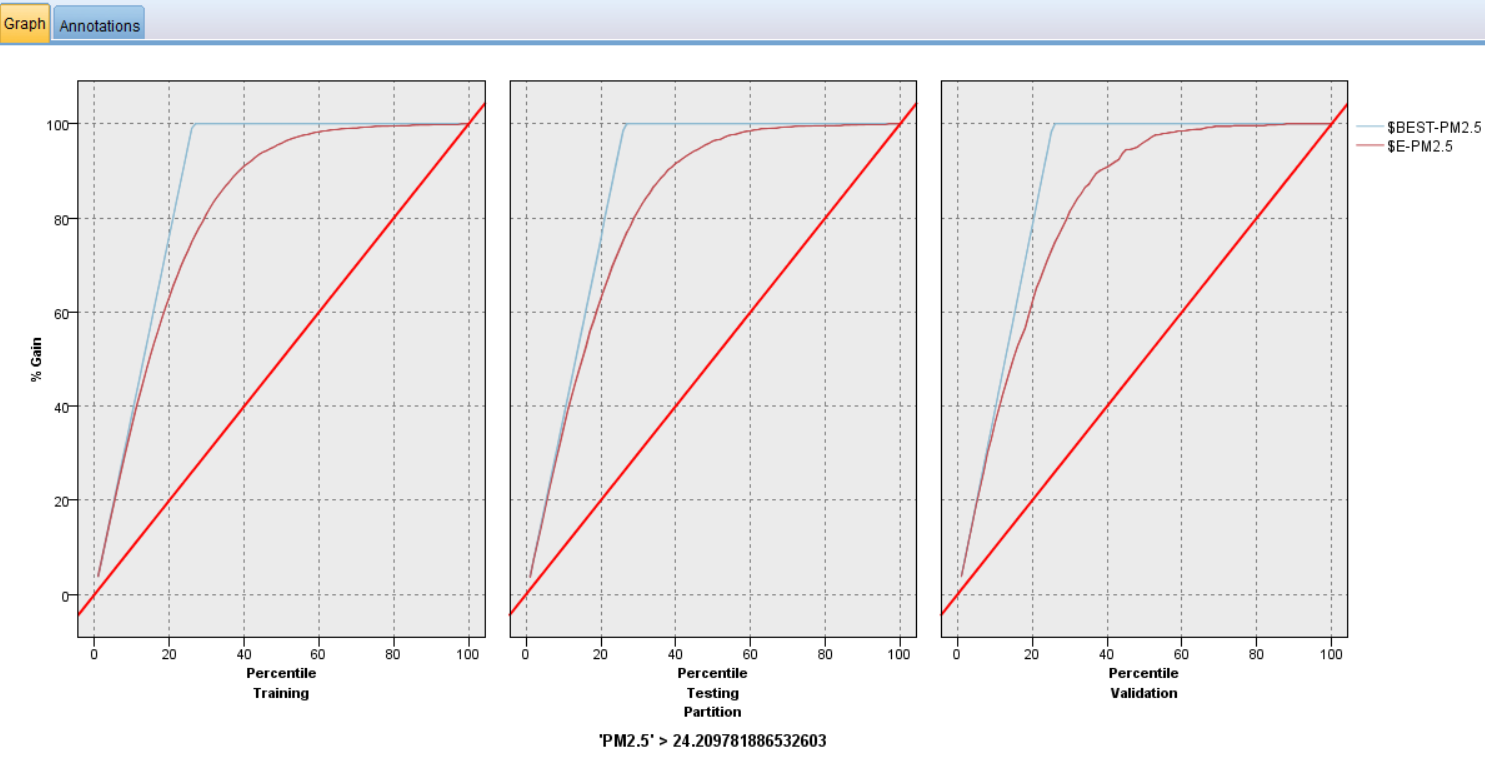 Graph Annotations
$BEST-PM2.5
$E-PM2.5
% Gain
100
80
60
40
20
0
0 20 40 60 80 100
Percentile
Training
0 20 40 60 80 100
Percentile
Testing
Partition
0 20 40 60 80 100
Percentile
Validation
'PM2.5' > 24.209781886532603